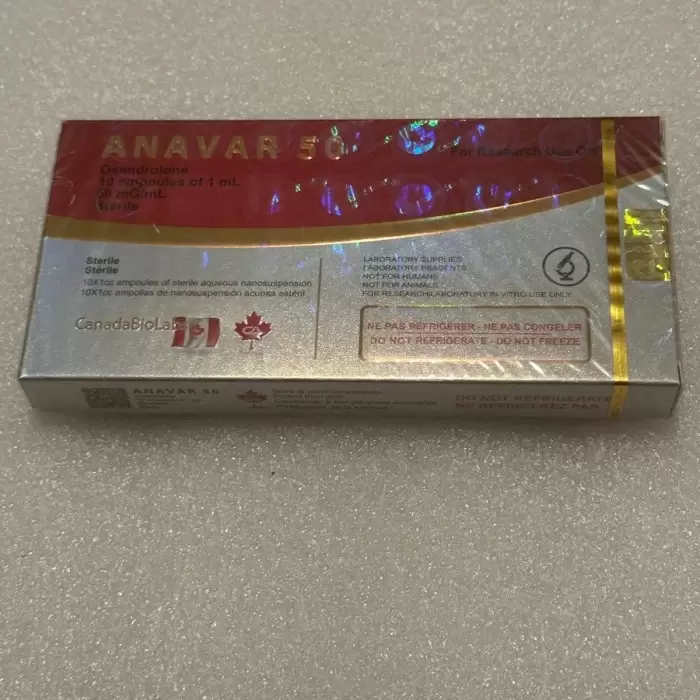 ANAVAR 50
For Research Use On
Oxandrolone
10 ampoules of 1 mL
50 mG/mL
Sterile
Sterile
Stérile
10X1cc ampoules of sterile aqueous nanosuspension
10X1cc ampollas de nanosuspensión acuosa astéril
CanadaBioLab
CA
LABORATORY SUPPLIES
LABORATORY REAGENTS
NOT FOR HUMANS
NOT FOR ANIMALS
FOR RESEARCH/LABORATORY IN VITRO USE ONLY
NE PAS REFRIGERER - NE PAS CONGELER
DO NOT REFRIGERATE - DO NOT FREEZE
ANAVAR 50
DO NOT REFRIGERATE
NE REFRIGEREZ PAS